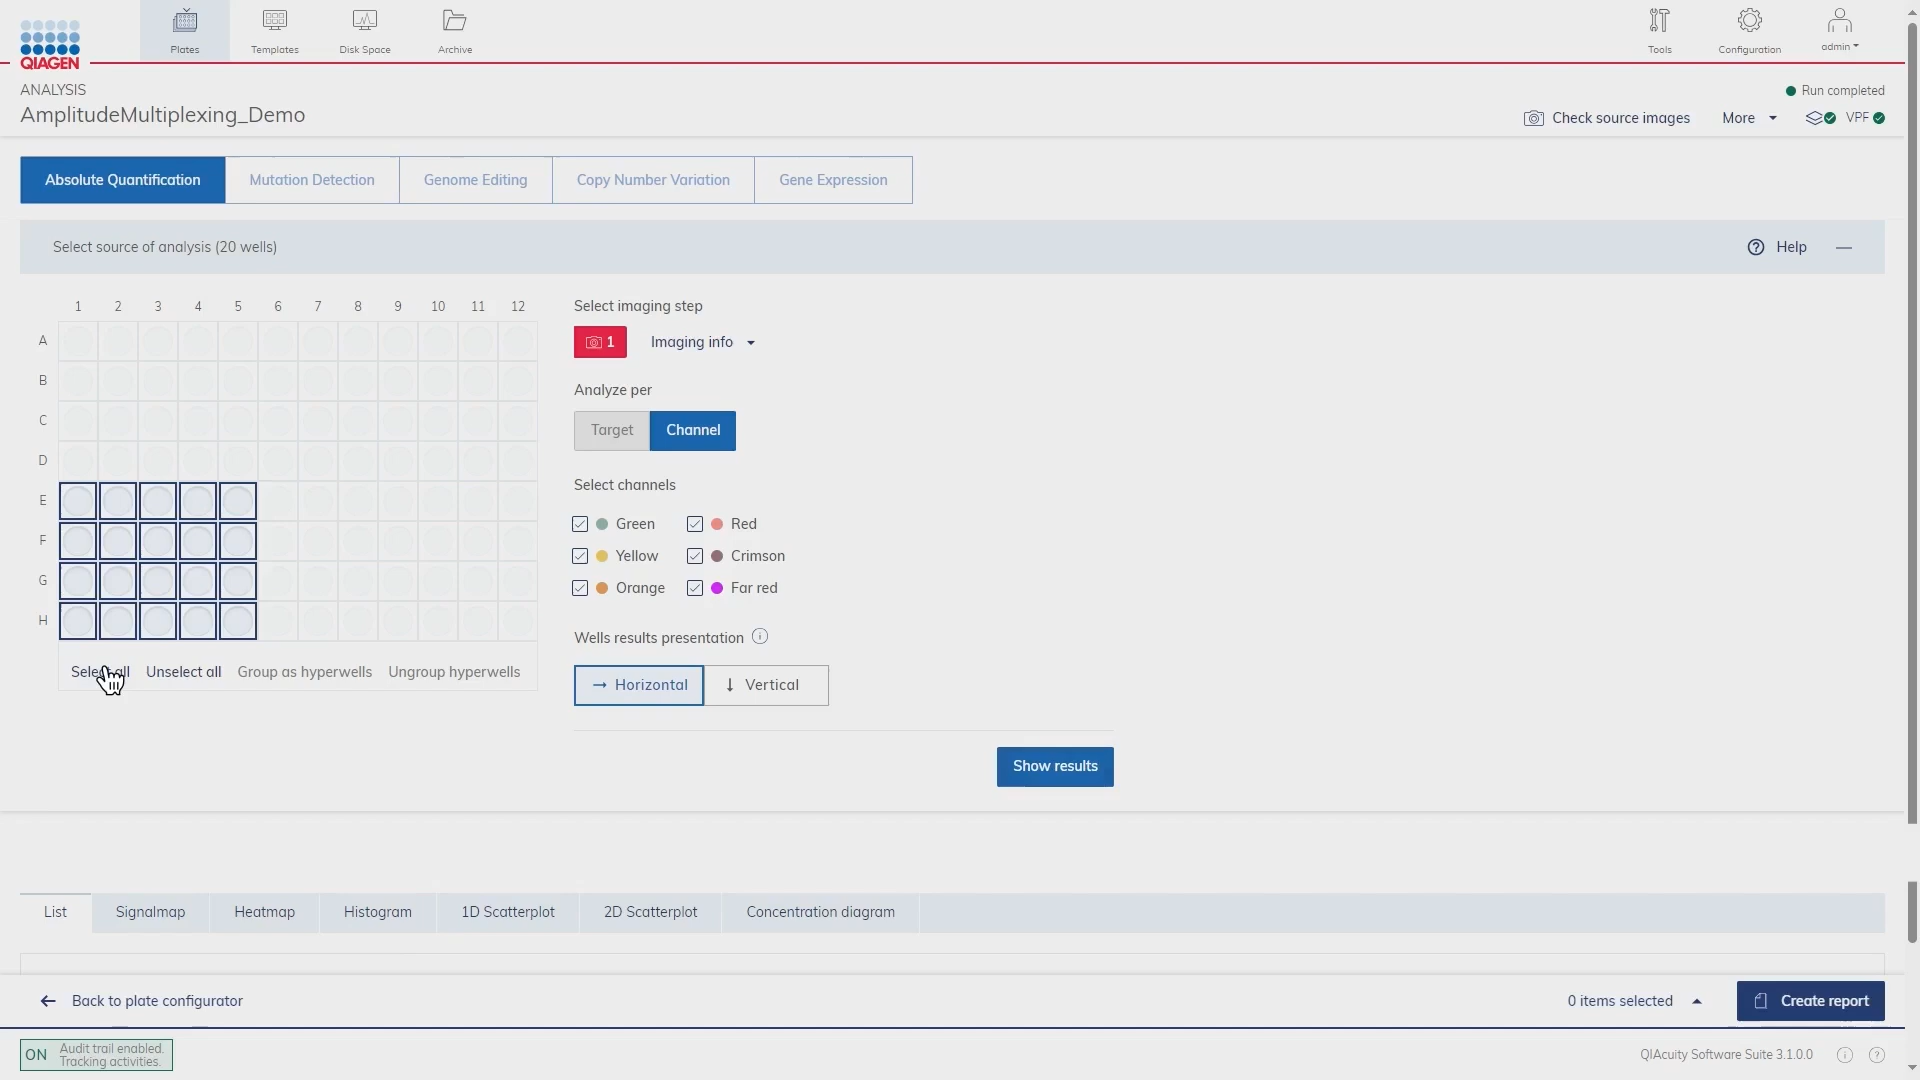 Plates
Templates
Disk Space
Archive
Tools
Configuration
admin
QIAGEN
ANALYSIS
AmplitudeMultiplexing_Demo
Run completed
Check source images
More
VPF
Absolute Quantification
Mutation Detection
Genome Editing
Copy Number Variation
Gene Expression
Select source of analysis (20 wells)
Help
1 2 3 4 5 6 7 8 9 10 11 12
A
B
C
D
E
F
G
H
Select all
Unselect all
Group as hyperwells
Ungroup hyperwells
Select imaging step
1
Imaging info
Analyze per
Target
Channel
Select channels
Green
Red
Yellow
Crimson
Orange
Far red
Wells results presentation
Horizontal
Vertical
Show results
List
Signalmap
Heatmap
Histogram
1D Scatterplot
2D Scatterplot
Concentration diagram
Back to plate configurator
0 items selected
Create report
ON
Audit trail enabled.
Tracking activities.
QIAcuity Software Suite 3.1.0.0